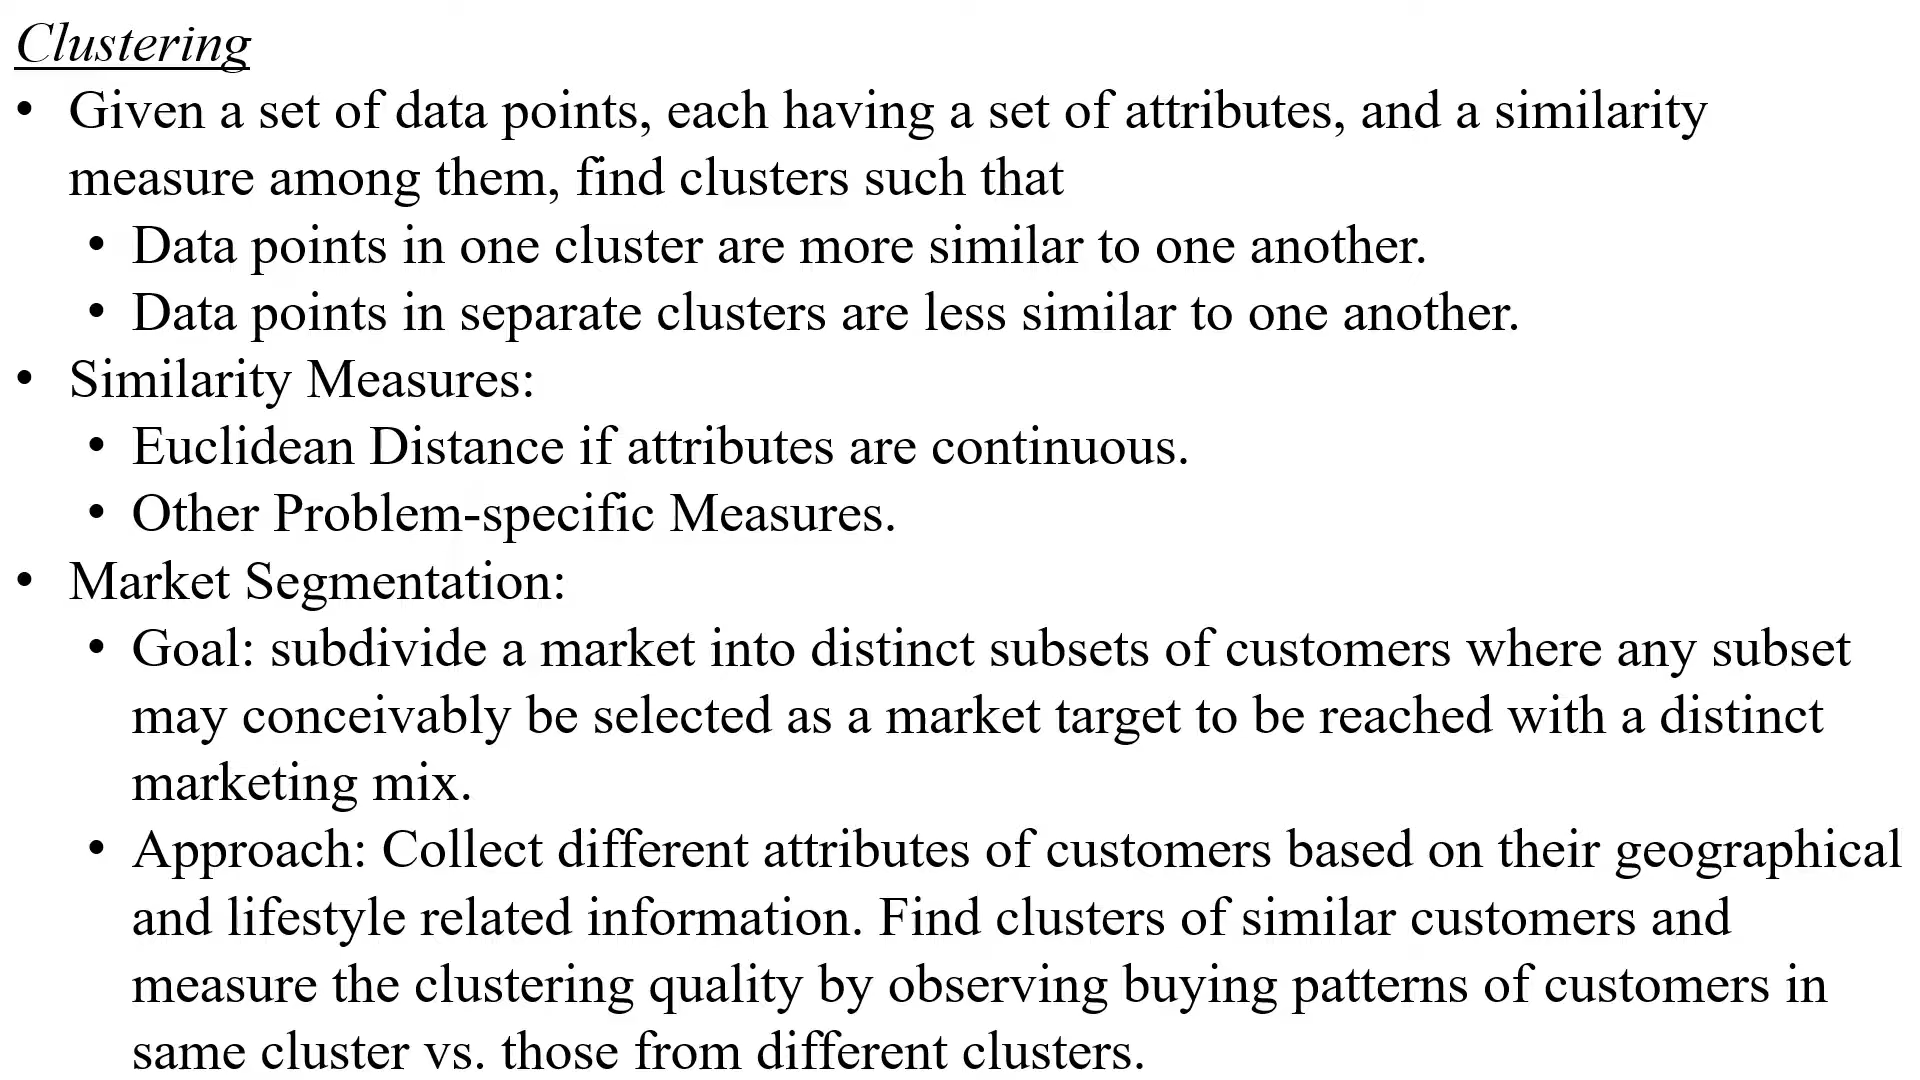 Clustering
• Given a set of data points, each having a set of attributes, and a similarity
measure among them, find clusters such that
• Data points in one cluster are more similar to one another.
• Data points in separate clusters are less similar to one another.
• Similarity Measures:
• Euclidean Distance if attributes are continuous.
• Other Problem-specific Measures.
• Market Segmentation:
• Goal: subdivide a market into distinct subsets of customers where any subset
may conceivably be selected as a market target to be reached with a distinct
marketing mix.
• Approach: Collect different attributes of customers based on their geographical
and lifestyle related information. Find clusters of similar customers and
measure the clustering quality by observing buying patterns of customers in
same cluster vs. those from different clusters.